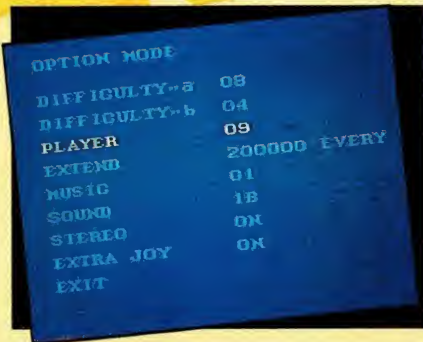 OPTION MODE
DIFFICULTY-a 08
DIFFICULTY-b 04
PLAYER 09
EXTEND 200000 EVERY
MUSIC 01
SOUND 1B
STEREO ON
EXTRA JOY ON
EXIT